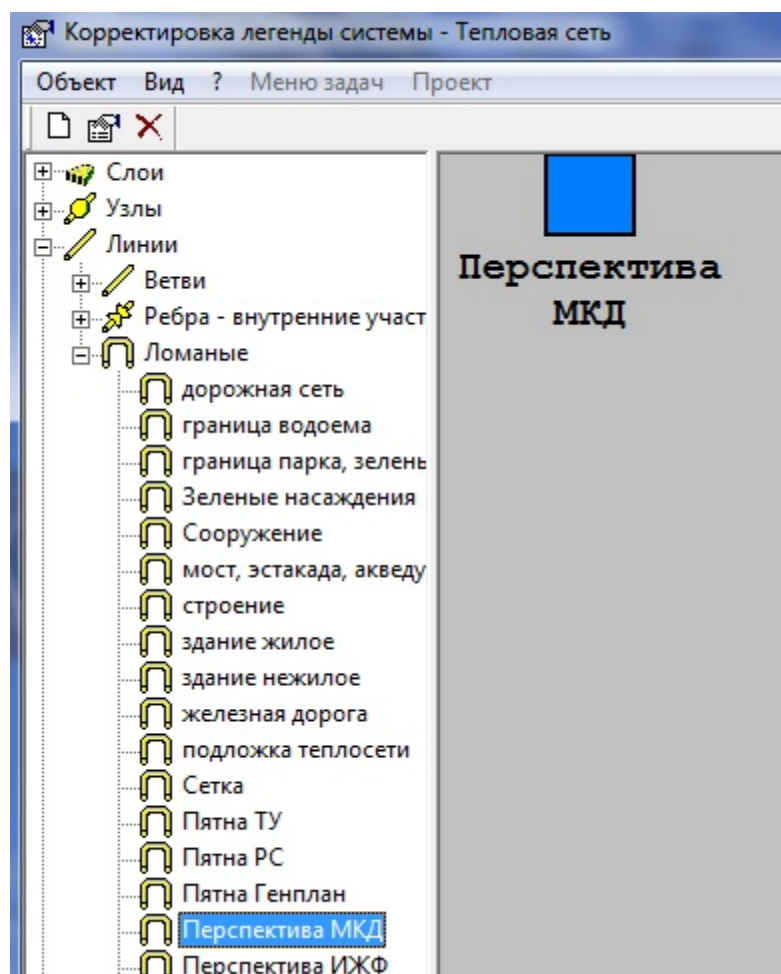 Корректировка легенды системы - Тепловая сеть
Объект Вид ? Меню задач Проект
Слои
Узлы
Линии
Ветви
Ребра - внутренние участ
Ломаные
дорожная сеть
граница водоема
граница парка, зелень
Зеленые насаждения
Сооружение
мост, эстакада, акведу
строение
здание жилое
здание нежилое
железная дорога
подложка теплосети
Сетка
Пятна ТУ
Пятна РС
Пятна Генплан
Перспектива МКД
Перспектива ИЖФ
Перспектива
МКД